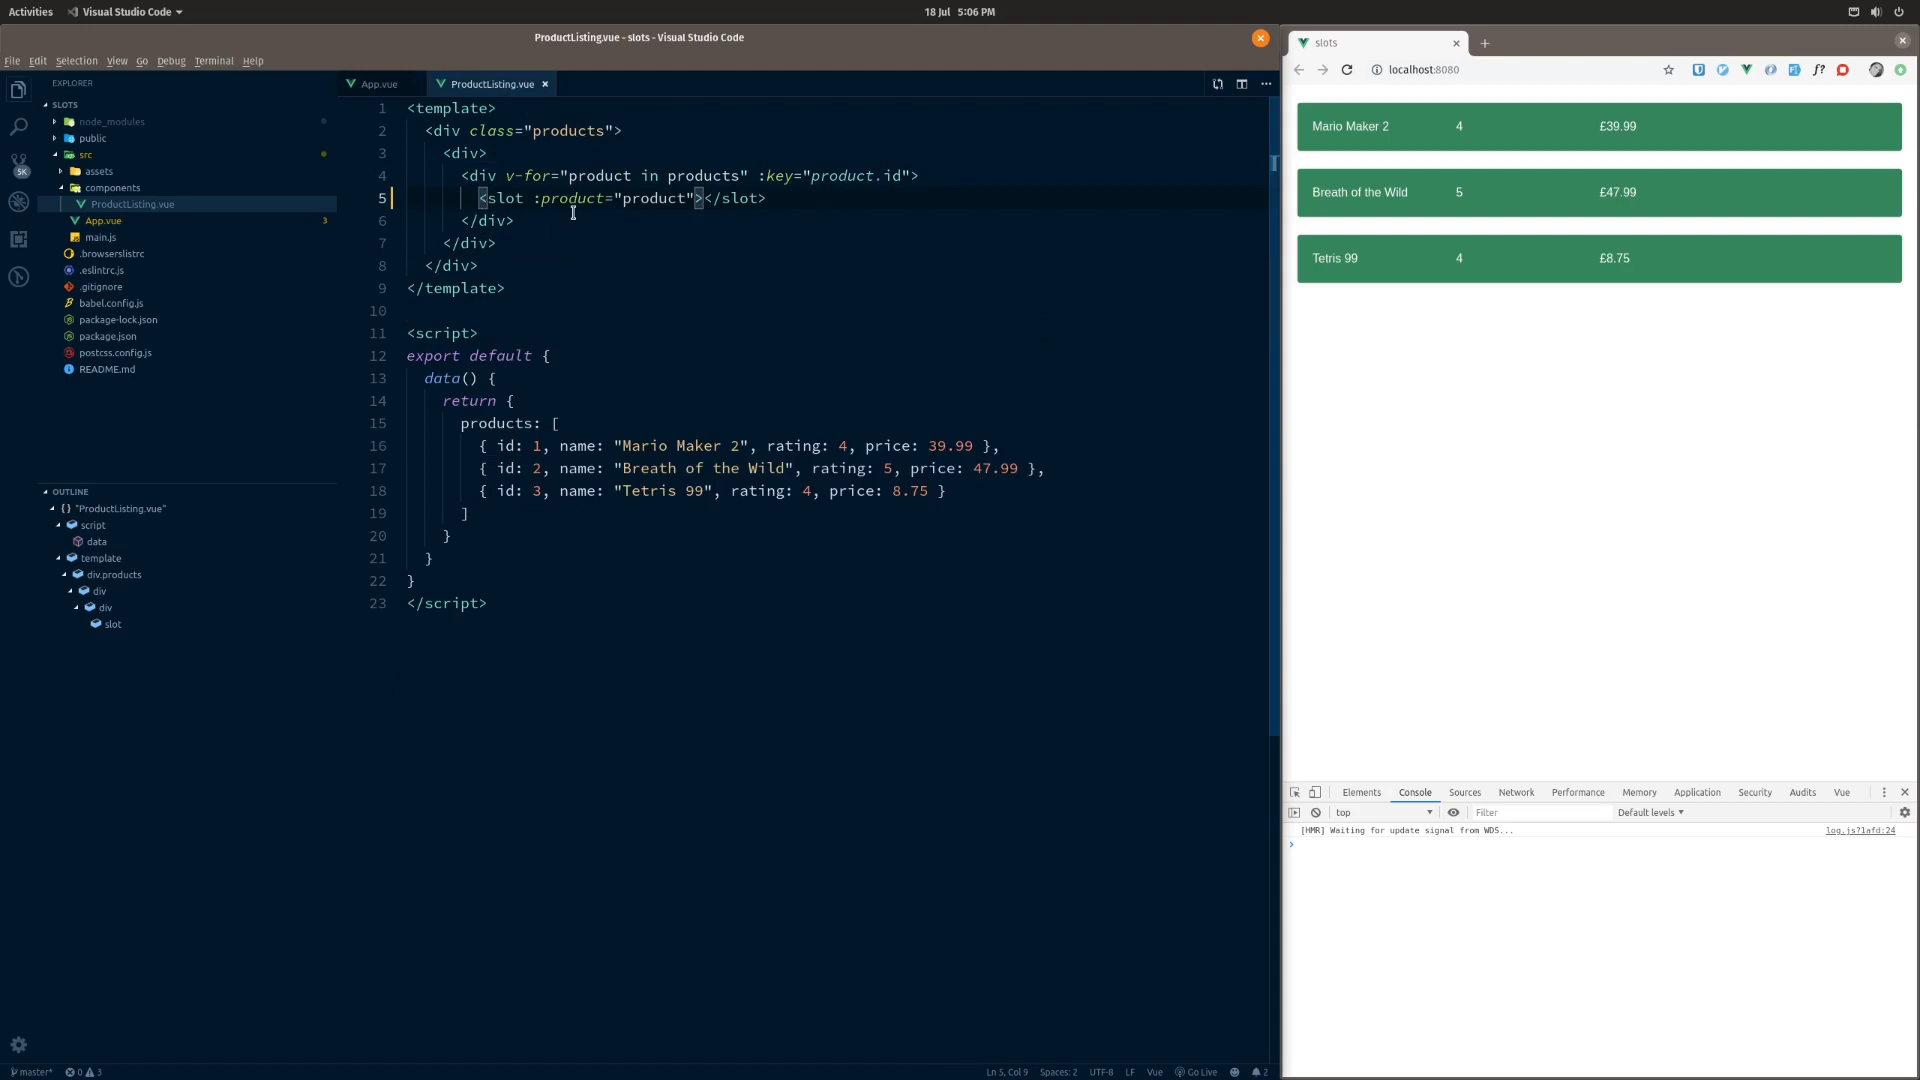 Activities
Visual Studio Code
18 Jul 5:06 PM
ProductListing.vue - slots - Visual Studio Code
File Edit Selection View Go Debug Terminal Help
EXPLORER
SLOTS
node_modules
public
src
assets
components
ProductListing.vue
App.vue 3
main.js
.browserslistrc
.eslintrc.js
.gitignore
babel.config.js
package-lock.json
package.json
postcss.config.js
README.md
5K
OUTLINE
{} "ProductListing.vue"
script
data
template
div.products
div
div
slot
App.vue
ProductListing.vue
1 <template>
2 <div class="products">
3 <div>
4 <div v-for="product in products" :key="product.id">
5 <slot :product="product"></slot>
6 </div>
7 </div>
8 </div>
9 </template>
10
11 <script>
12 export default {
13 data() {
14 return {
15 products: [
16 { id: 1, name: "Mario Maker 2", rating: 4, price: 39.99 },
17 { id: 2, name: "Breath of the Wild", rating: 5, price: 47.99 },
18 { id: 3, name: "Tetris 99", rating: 4, price: 8.75 }
19 ]
20 }
21 }
22 }
23 </script>
master* 0 3
Ln 5, Col 9 Spaces: 2 UTF-8 LF Vue Go Live 2
slots
localhost:8080
f?
Mario Maker 2 4 £39.99
Breath of the Wild 5 £47.99
Tetris 99 4 £8.75
Elements Console Sources Network Performance Memory Application Security Audits Vue
top Filter Default levels
[HMR] Waiting for update signal from WDS... log.js?1afd:24